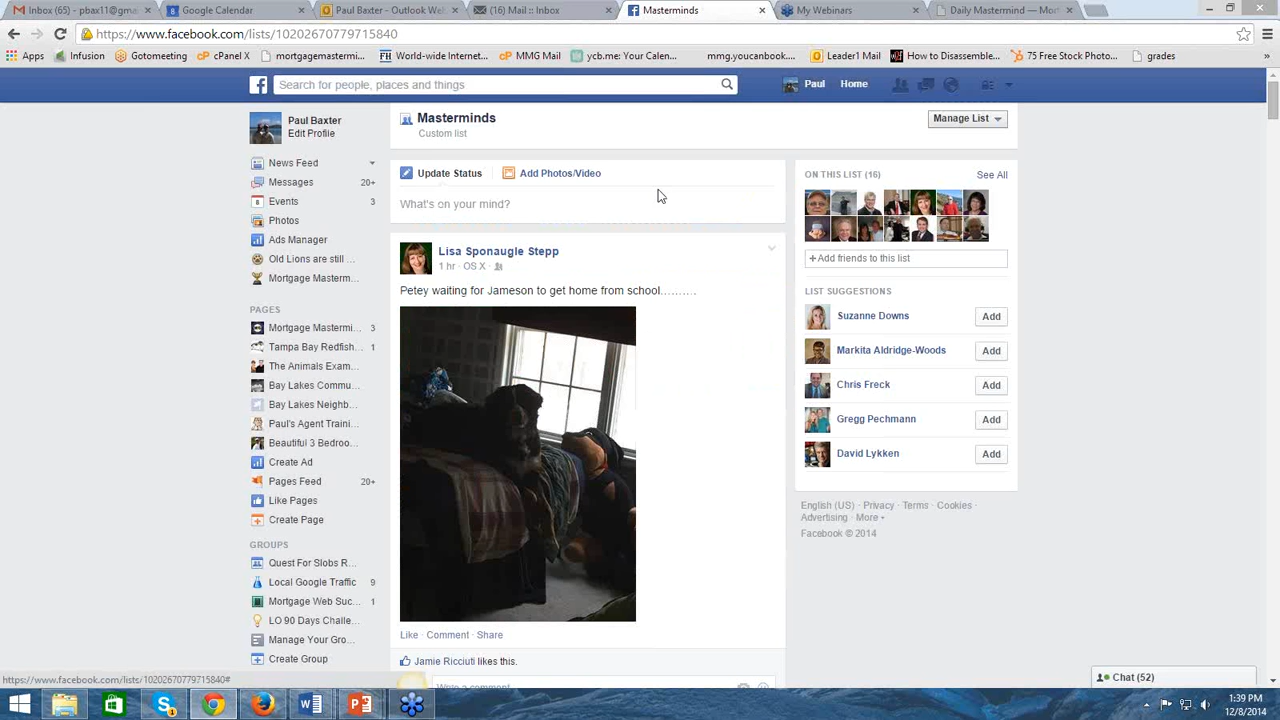 Inbox (65) - pbax11@gma
Google Calendar
Paul Baxter - Outlook Web
(2) Mail :: Inbox
Masterminds
My Webinars
Daily Mastermind — Mort
https://www.facebook.com/lists/10202670779715840
Apps
Infusion
Gotomeeting
cPanel X
mortgagemastermi...
World-wide Internet...
MMG Mail
ycb.me: Your Calen...
mmg.youcanbook...
Leader1 Mail
How to Disassemble...
75 Free Stock Photo...
grades
Search for people, places and things
Paul
Home
Paul Baxter
Edit Profile
News Feed
Messages 20+
Events 3
Photos
Ads Manager
Old Lions are still ...
Mortgage Masterm...
PAGES
Mortgage Mastermi... 3
Tampa Bay Redfish... 1
The Animals Exam...
Bay Lakes Commu...
Bay Lakes Neighb...
Paul's Agent Traini...
Beautiful 3 Bedroo...
Create Ad
Pages Feed 20+
Like Pages
Create Page
GROUPS
Quest For Slobs R...
Local Google Traffic 9
Mortgage Web Suc... 1
LO 90 Days Challe...
Manage Your Gro...
Create Group
https://www.facebook.com/lists/10202670779715840#
Masterminds
Custom list
Manage List
Update Status
Add Photos/Video
What's on your mind?
Lisa Sponaugle Stepp
1 hr · OS X ·
Petey waiting for Jameson to get home from school..........
Like · Comment · Share
Jamie Ricciuti likes this.
Write a comment...
ON THIS LIST (16)
See All
+Add friends to this list
LIST SUGGESTIONS
Suzanne Downs Add
Markita Aldridge-Woods Add
Chris Freck Add
Gregg Pechmann Add
David Lykken Add
English (US) · Privacy · Terms · Cookies ·
Advertising · More
Facebook © 2014
Chat (52)
1:39 PM
12/8/2014